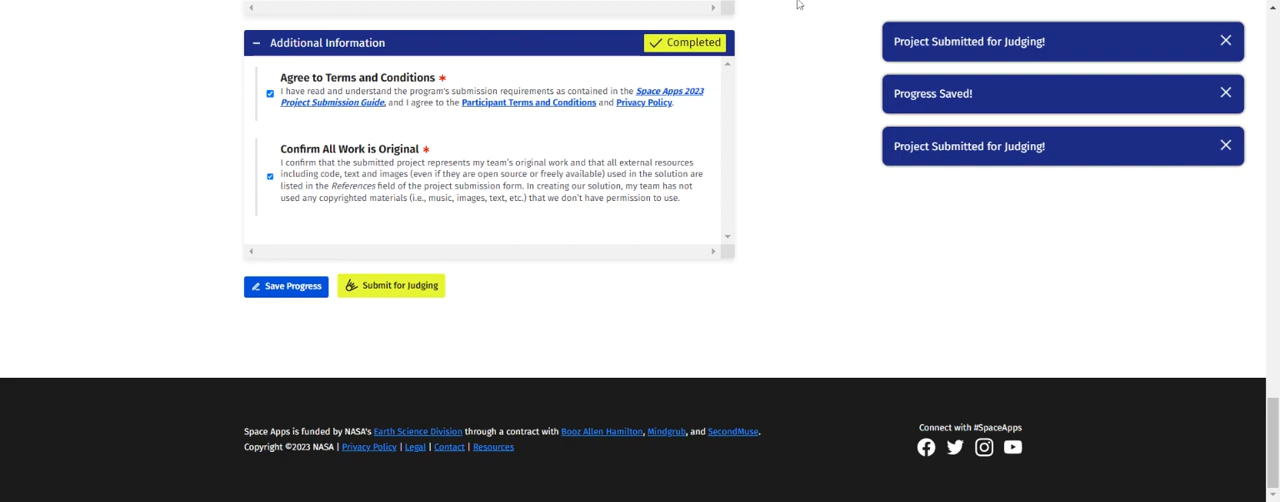 Additional Information
Completed
Agree to Terms and Conditions *
I have read and understand the program's submission requirements as contained in the Space Apps 2023
Project Submission Guide, and I agree to the Participant Terms and Conditions and Privacy Policy.
Confirm All Work is Original *
I confirm that the submitted project represents my team's original work and that all external resources
including code, text and images (even if they are open source or freely available) used in the solution are
listed in the References field of the project submission form. In creating our solution, my team has not
used any copyrighted materials (i.e., music, images, text, etc.) that we don't have permission to use.
Save Progress
Submit for Judging
Project Submitted for Judging!
Progress Saved!
Project Submitted for Judging!
Space Apps is funded by NASA's Earth Science Division through a contract with Booz Allen Hamilton, Mindgrub, and SecondMuse.
Copyright ©2023 NASA | Privacy Policy | Legal | Contact | Resources
Connect with #SpaceApps